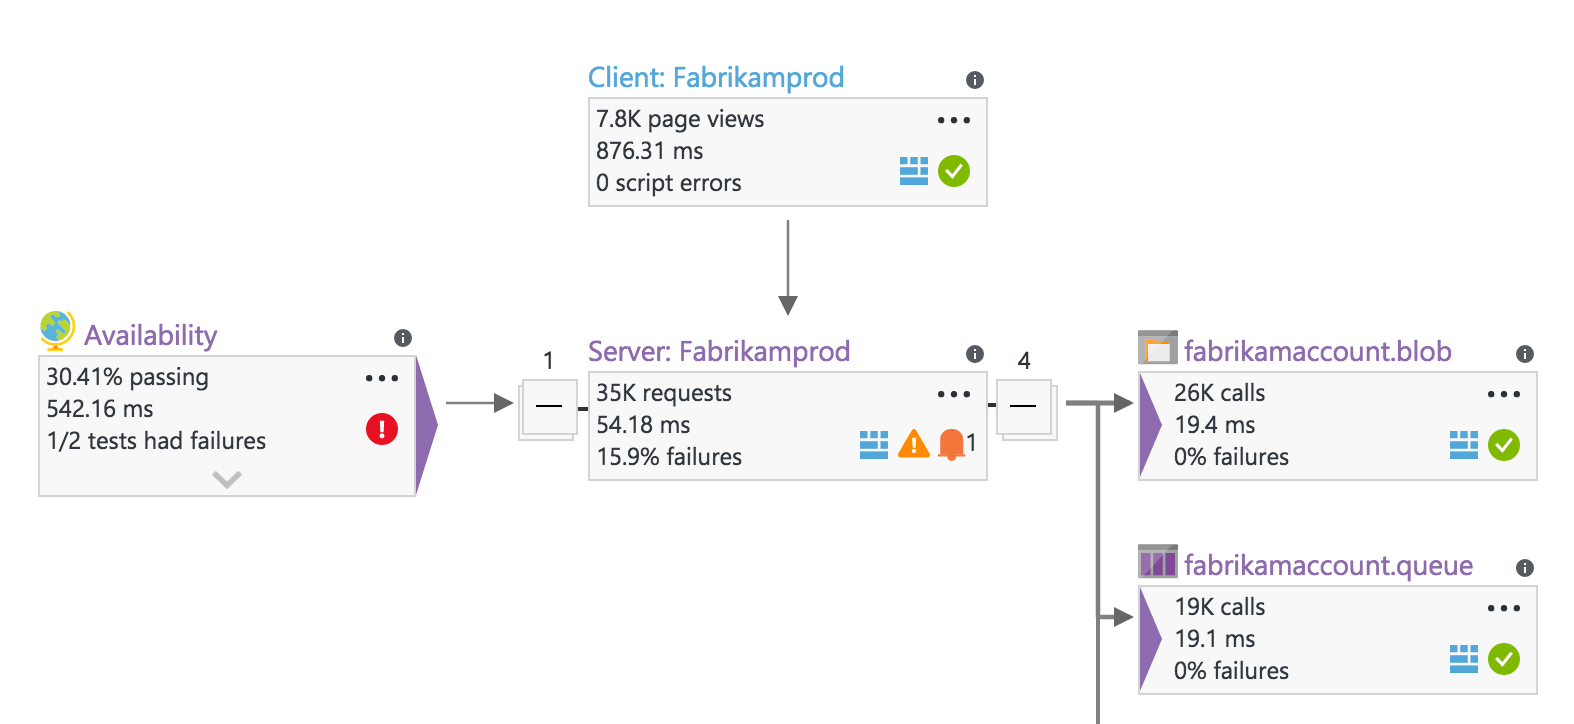 Client: Fabrikamprod
7.8K page views
876.31 ms
0 script errors
Availability
30.41% passing
542.16 ms
1/2 tests had failures
1
Server: Fabrikamprod
35K requests
54.18 ms
15.9% failures
1
4
fabrikamaccount.blob
26K calls
19.4 ms
0% failures
fabrikamaccount.queue
19K calls
19.1 ms
0% failures